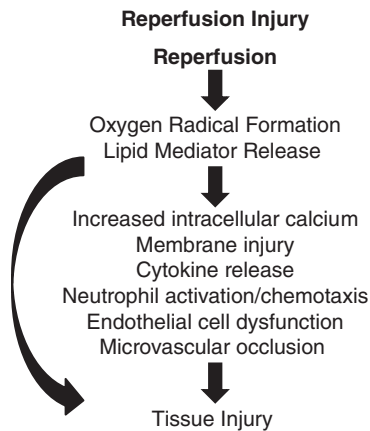 Reperfusion Injury
Reperfusion
Oxygen Radical Formation
Lipid Mediator Release
Increased intracellular calcium
Membrane injury
Cytokine release
Neutrophil activation/chemotaxis
Endothelial cell dysfunction
Microvascular occlusion
Tissue Injury